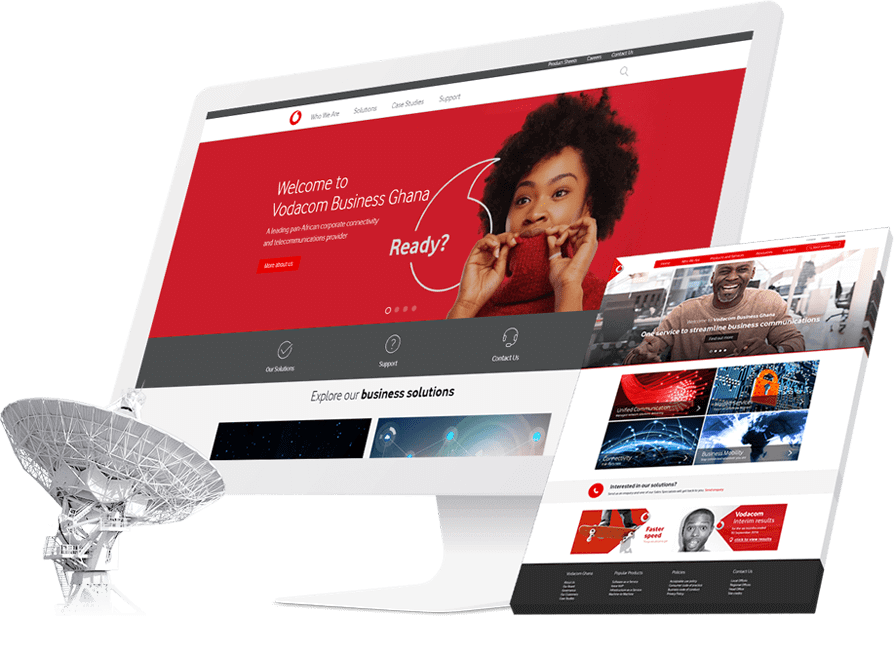 Product Sheets Careers Contact Us
Who We Are Solutions Case Studies Support
Welcome to
Vodacom Business Ghana
A leading pan-African corporate connectivity
and telecommunications provider
More about us
Ready?
Our Solutions
Support
Contact Us
Explore our business solutions
Home Who We Are Products and Services Contact
Welcome to Vodacom Business Ghana
One service to streamline business communications
Find out more
Unified Communication
Connectivity
Business Mobility
Interested in our solutions?
Faster
speed
Vodacom
Interim results
click to view results
Vodacom Ghana Popular Products Policies Contact Us